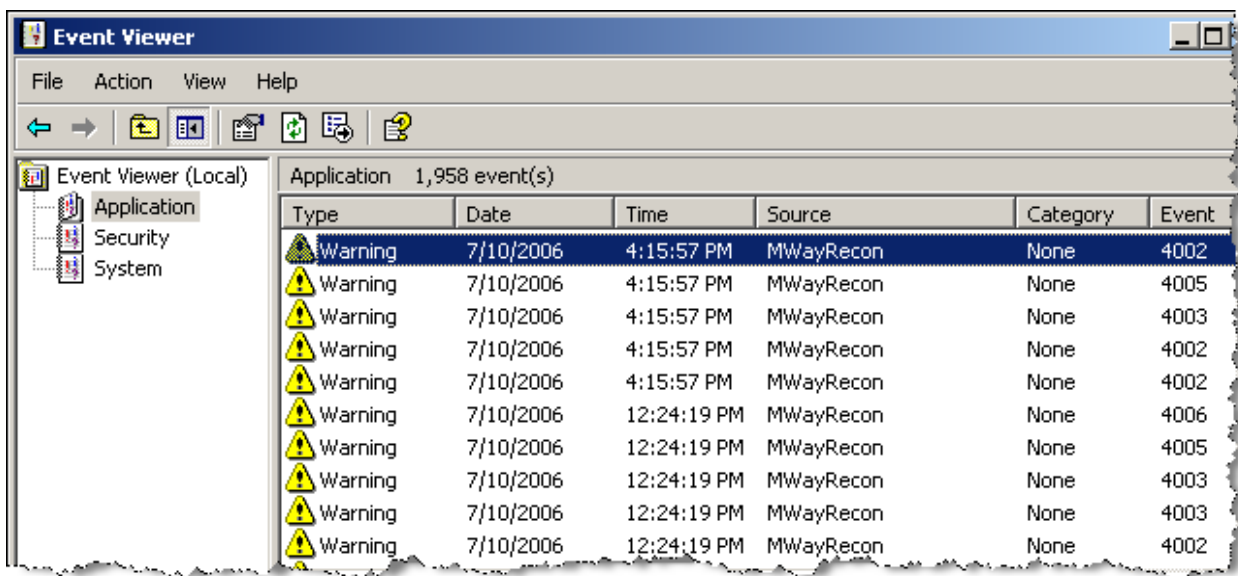 Event Viewer
File Action View Help
Event Viewer (Local)
Application
Security
System
Application 1,958 event(s)
Type Date Time Source Category Event
Warning 7/10/2006 4:15:57 PM MWayRecon None 4002
Warning 7/10/2006 4:15:57 PM MWayRecon None 4005
Warning 7/10/2006 4:15:57 PM MWayRecon None 4003
Warning 7/10/2006 4:15:57 PM MWayRecon None 4002
Warning 7/10/2006 4:15:57 PM MWayRecon None 4002
Warning 7/10/2006 12:24:19 PM MWayRecon None 4006
Warning 7/10/2006 12:24:19 PM MWayRecon None 4005
Warning 7/10/2006 12:24:19 PM MWayRecon None 4003
Warning 7/10/2006 12:24:19 PM MWayRecon None 4003
Warning 7/10/2006 12:24:19 PM MWayRecon None 4002